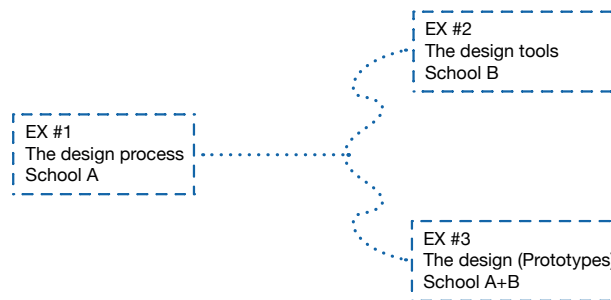 EX #1
The design process
School A
EX #2
The design tools
School B
EX #3
The design (Prototypes)
School A+B